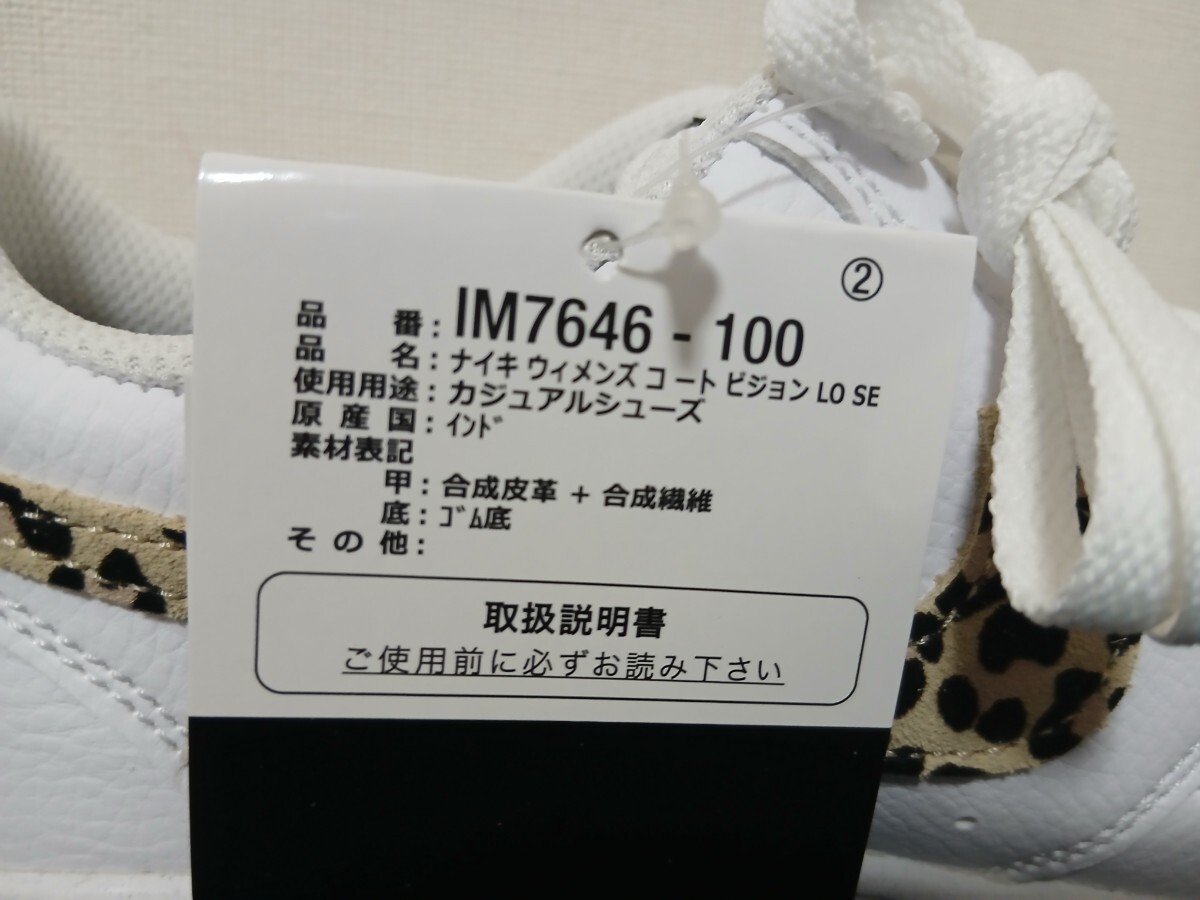 ②
品 番: IM7646 - 100
品 名: ナイキ ウィメンズ コート ビジョン LO SE
使用用途: カジュアルシューズ
原 産 国: ｲﾝﾄﾞ
素材表記
甲: 合成皮革 + 合成繊維
底: ｺﾞﾑ底
そ の 他:
取扱説明書
ご使用前に必ずお読み下さい